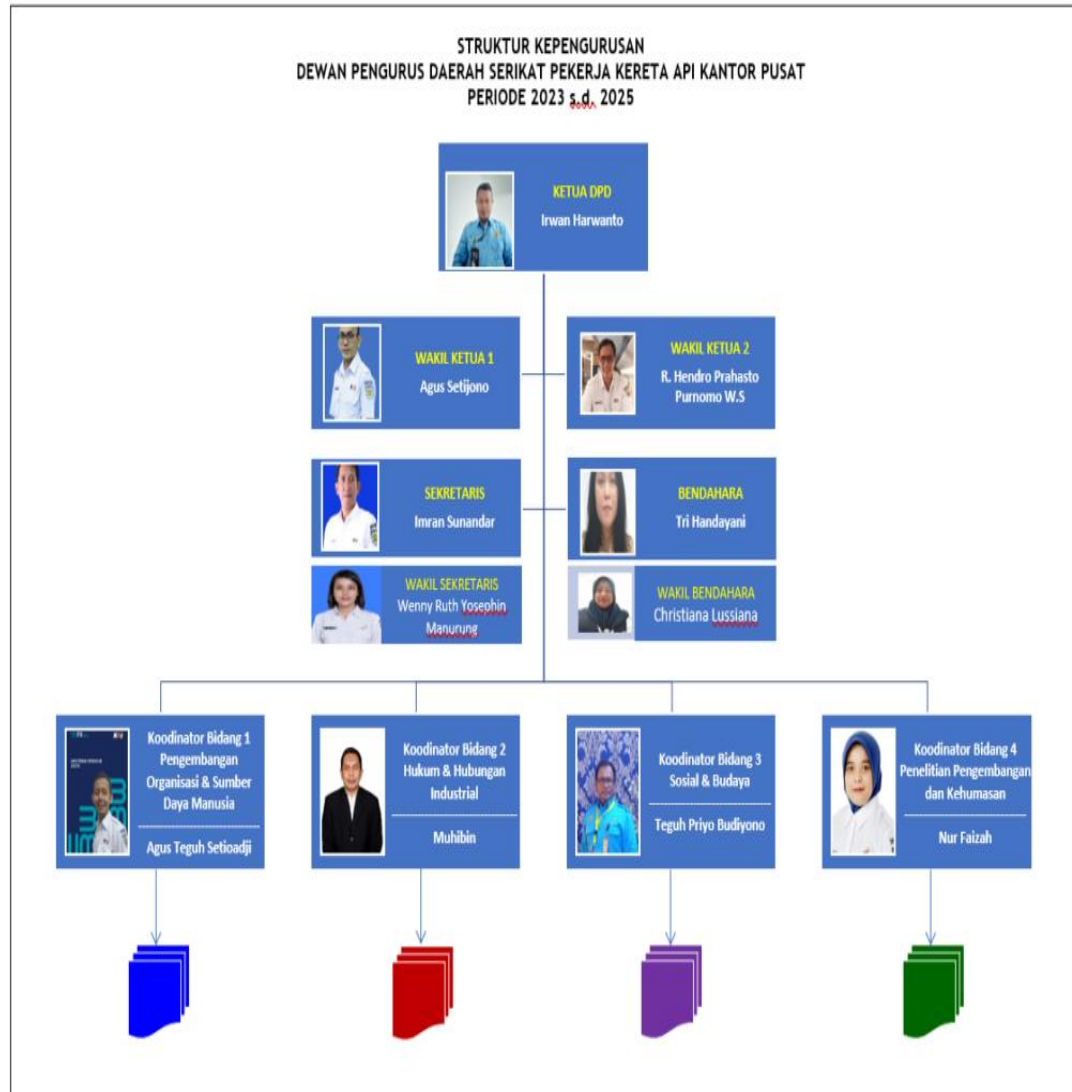 STRUKTUR KEPENGURUSAN
DEWAN PENGURUS DAERAH SERIKAT PEKERJA KERETA API KANTOR PUSAT
PERIODE 2023 s.d. 2025
KETUA DPD
Irwan Harwanto
WAKIL KETUA 1
Agus Setijono
WAKIL KETUA 2
R. Hendro Prahasto
Purnomo W.S
SEKRETARIS
Imran Sunandar
BENDAHARA
Tri Handayani
WAKIL SEKRETARIS
Wenny Ruth Yosephin
Manurung
WAKIL BENDAHARA
Christiana Lussiana
Koodinator Bidang 1
Pengembangan
Organisasi & Sumber
Daya Manusia
Agus Teguh Setioadji
Koodinator Bidang 2
Hukum & Hubungan
Industrial
Muhibin
Koodinator Bidang 3
Sosial & Budaya
Teguh Priyo Budiyono
Koodinator Bidang 4
Penelitian Pengembangan
dan Kehumasan
Nur Faizah